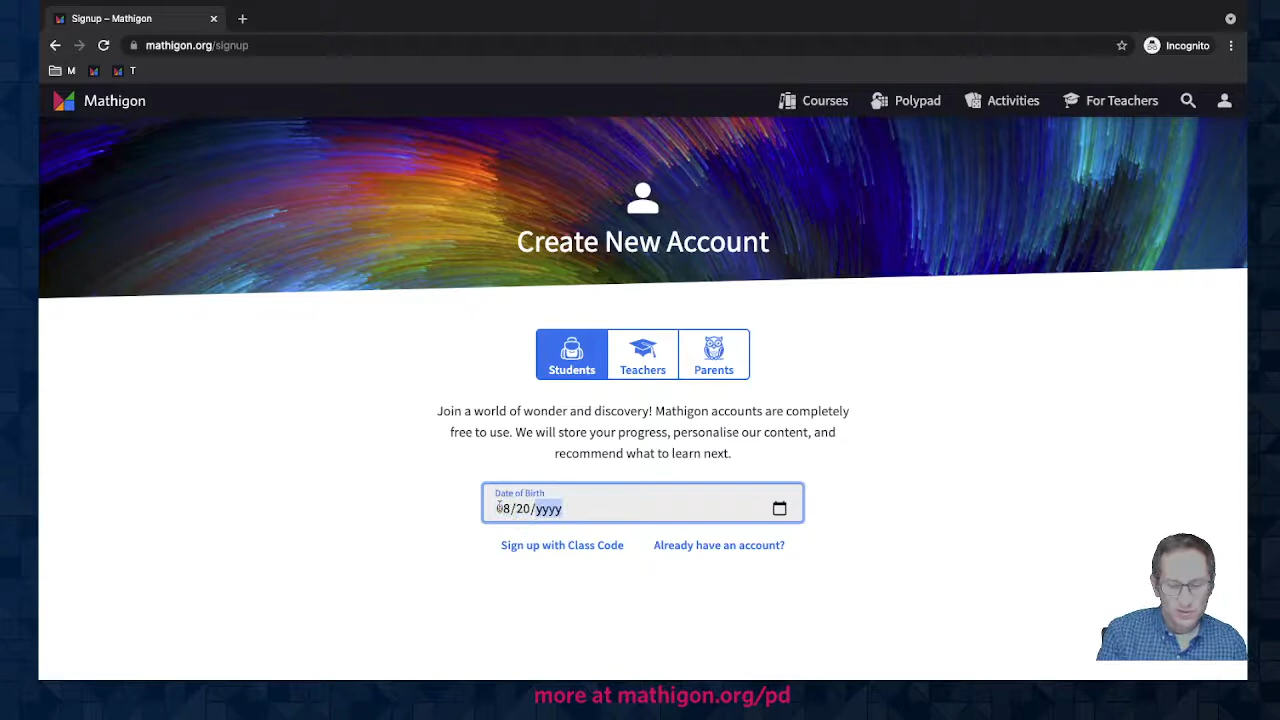 Signup – Mathigon
mathigon.org/signup
Incognito
M
T
Mathigon
Courses
Polypad
Activities
For Teachers
Create New Account
Students
Teachers
Parents
Join a world of wonder and discovery! Mathigon accounts are completely
free to use. We will store your progress, personalise our content, and
recommend what to learn next.
Date of Birth
08/20/yyyy
Sign up with Class Code
Already have an account?
more at mathigon.org/pd